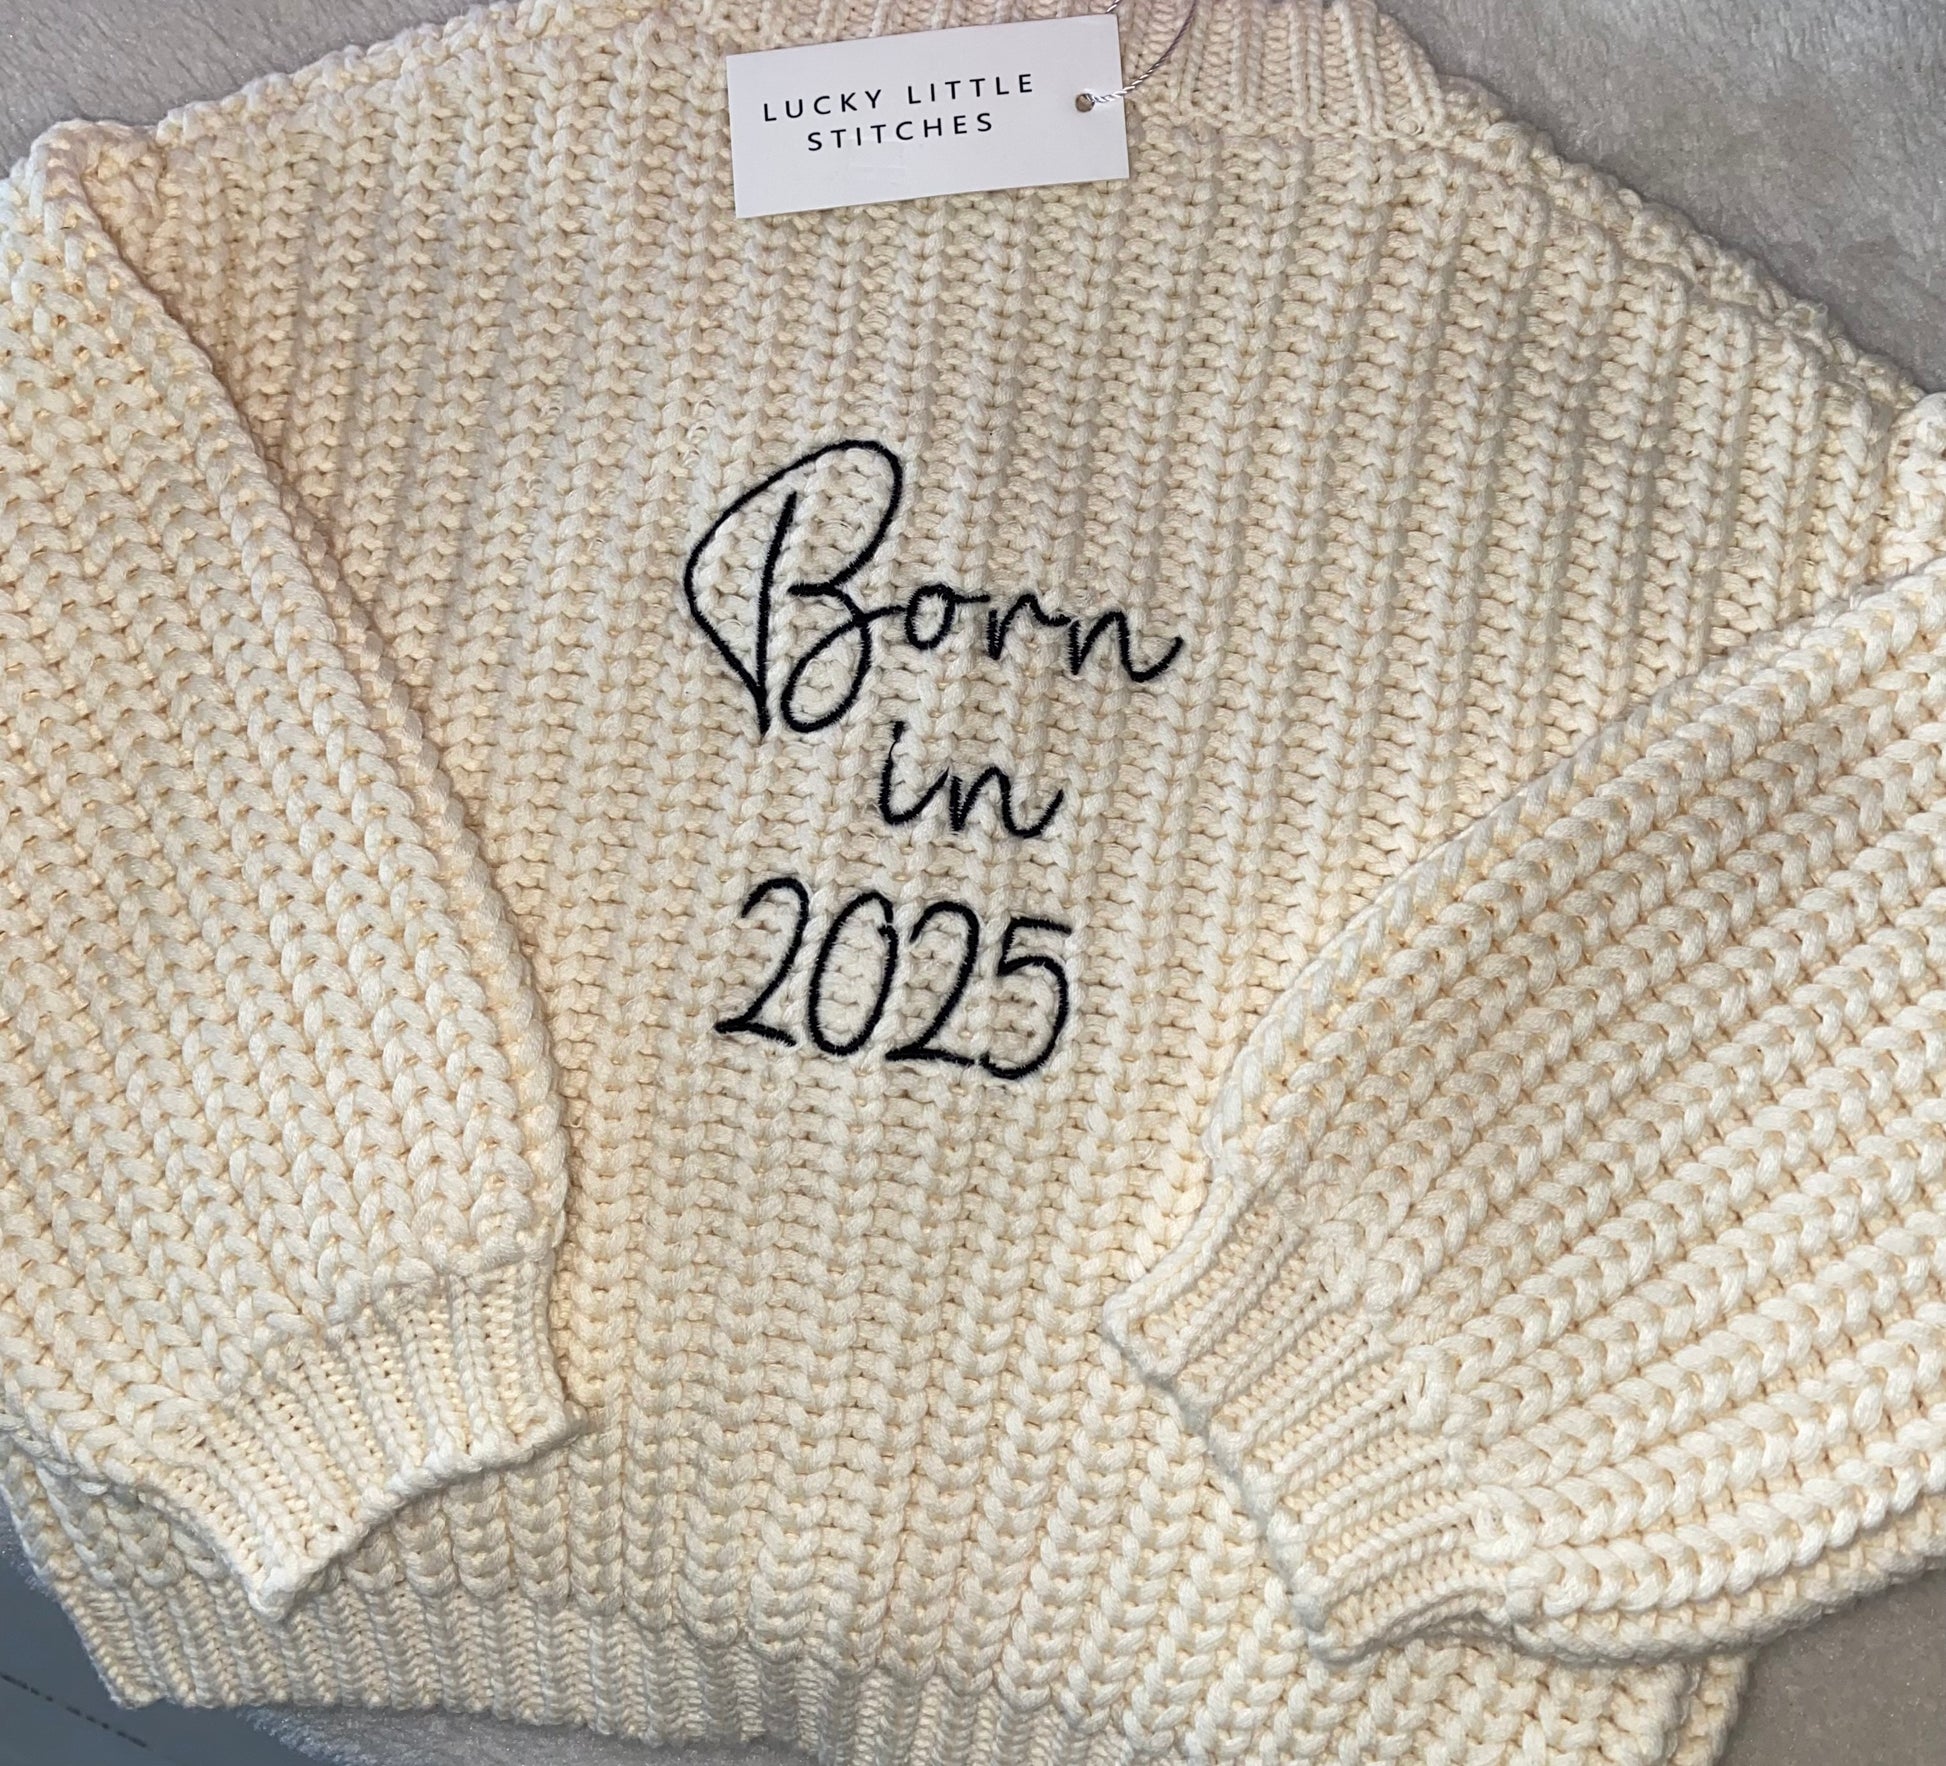 LUCKY LITTLE
STITCHES
Born
in
2025